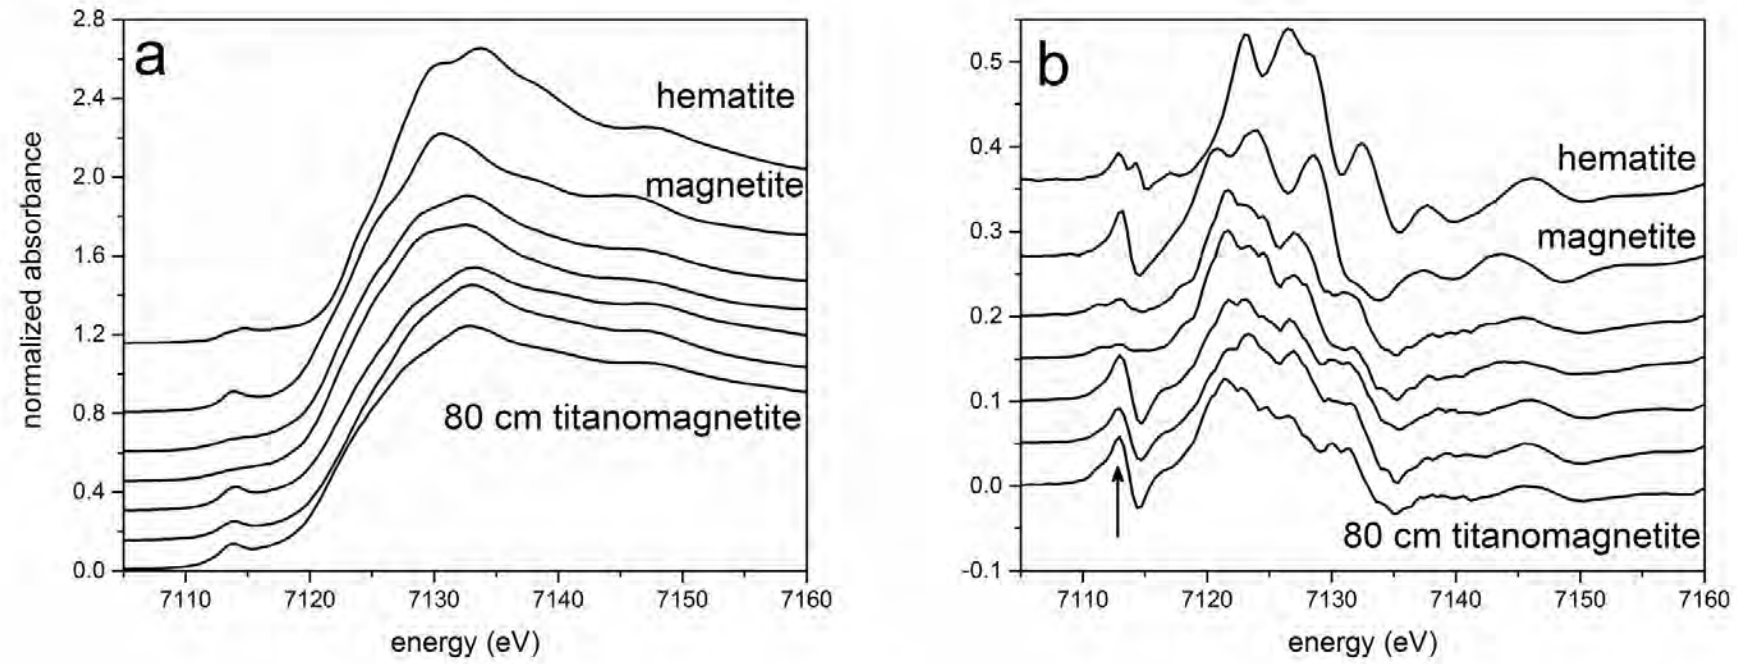 a
2.8
2.4
2.0
1.6
1.2
0.8
0.4
0.0
normalized absorbance
hematite
magnetite
80 cm titanomagnetite
7110 7120 7130 7140 7150 7160
energy (eV)
b
0.5
0.4
0.3
0.2
0.1
0.0
-0.1
hematite
magnetite
80 cm titanomagnetite
7110 7120 7130 7140 7150 7160
energy (eV)